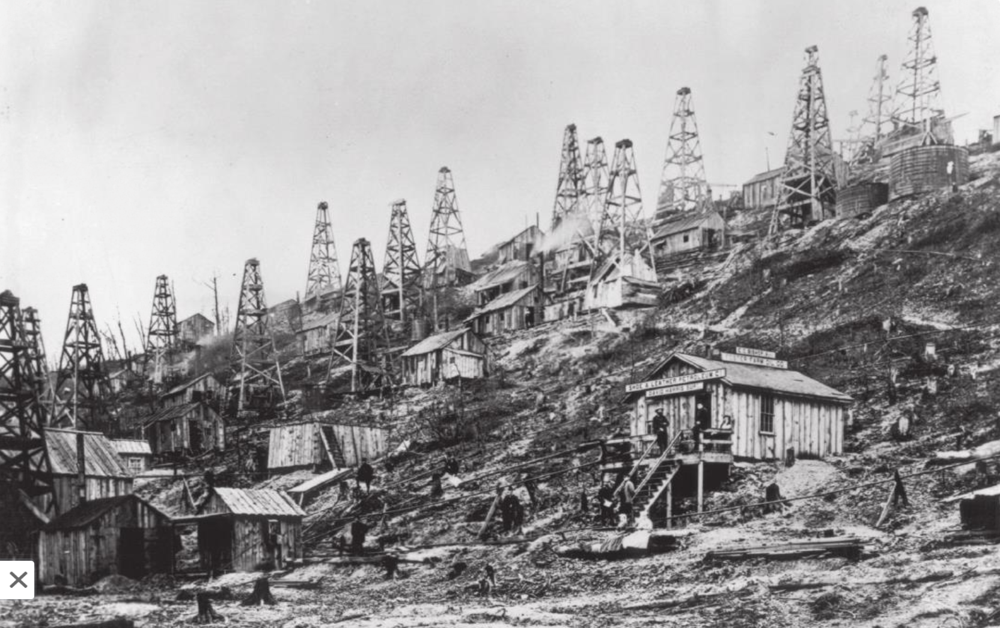 FOSTER FARM OIL CO
SHOE & LEATHER PETROLEUM CO
DAVID HARRIS SUPT